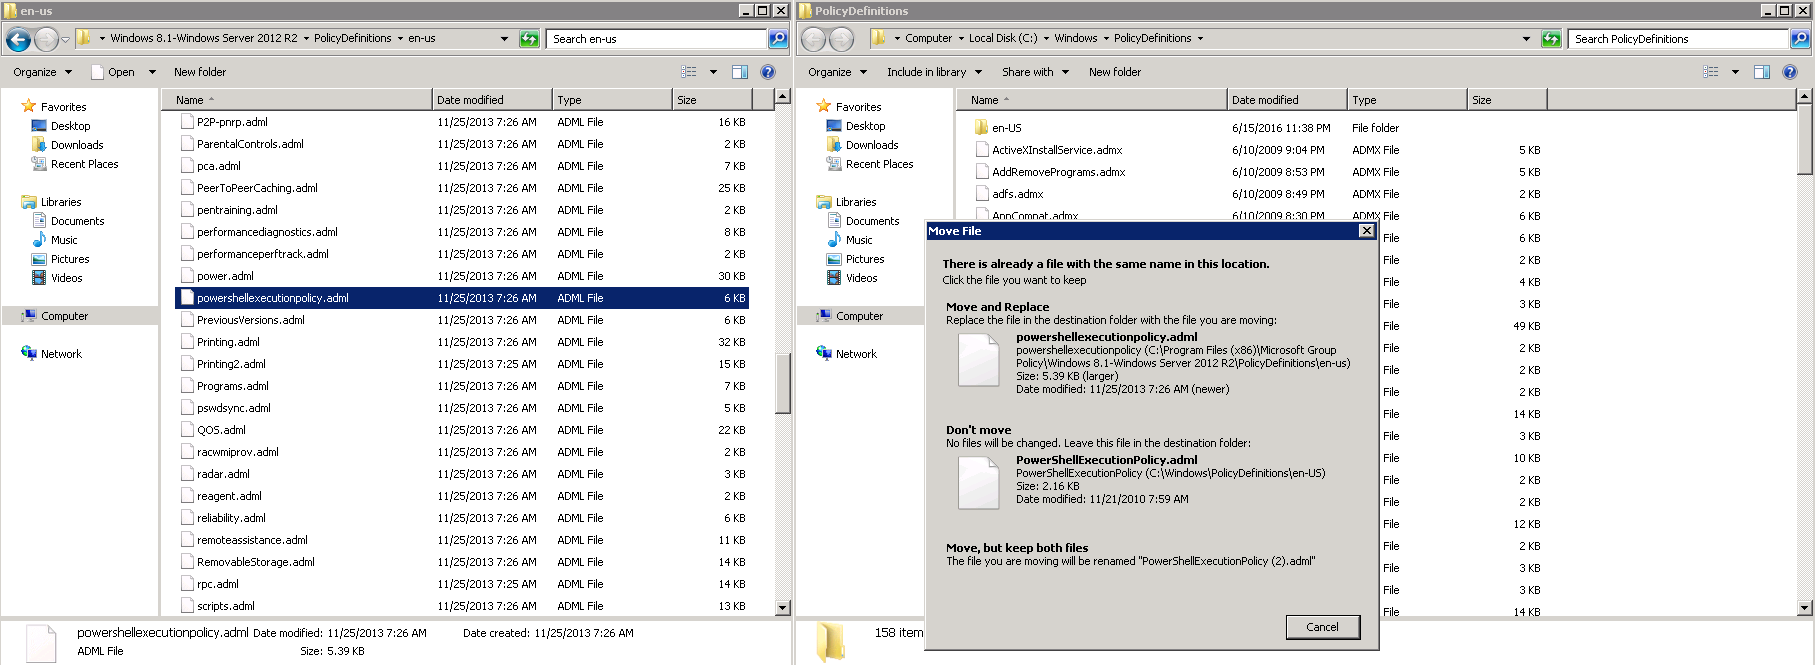 en-us
Windows 8.1-Windows Server 2012 R2 PolicyDefinitions en-us
Search en-us
Organize Open New folder
Favorites
Desktop
Downloads
Recent Places
Libraries
Documents
Music
Pictures
Videos
Computer
Network
Name Date modified Type Size
P2P-pnrp.adml 11/25/2013 7:26 AM ADML File 16 KB
ParentalControls.adml 11/25/2013 7:26 AM ADML File 2 KB
pca.adml 11/25/2013 7:26 AM ADML File 7 KB
PeerToPeerCaching.adml 11/25/2013 7:26 AM ADML File 25 KB
pentraining.adml 11/25/2013 7:26 AM ADML File 2 KB
performancediagnostics.adml 11/25/2013 7:26 AM ADML File 8 KB
performanceperftrack.adml 11/25/2013 7:26 AM ADML File 2 KB
power.adml 11/25/2013 7:26 AM ADML File 30 KB
powershellexecutionpolicy.adml 11/25/2013 7:26 AM ADML File 6 KB
PreviousVersions.adml 11/25/2013 7:26 AM ADML File 6 KB
Printing.adml 11/25/2013 7:26 AM ADML File 32 KB
Printing2.adml 11/25/2013 7:25 AM ADML File 15 KB
Programs.adml 11/25/2013 7:26 AM ADML File 7 KB
pswdsync.adml 11/25/2013 7:26 AM ADML File 5 KB
QOS.adml 11/25/2013 7:26 AM ADML File 22 KB
racwmiprov.adml 11/25/2013 7:26 AM ADML File 2 KB
radar.adml 11/25/2013 7:26 AM ADML File 3 KB
reagent.adml 11/25/2013 7:26 AM ADML File 2 KB
reliability.adml 11/25/2013 7:26 AM ADML File 6 KB
remoteassistance.adml 11/25/2013 7:26 AM ADML File 11 KB
RemovableStorage.adml 11/25/2013 7:26 AM ADML File 14 KB
rpc.adml 11/25/2013 7:25 AM ADML File 14 KB
scripts.adml 11/25/2013 7:26 AM ADML File 13 KB
powershellexecutionpolicy.adml Date modified: 11/25/2013 7:26 AM Date created: 11/25/2013 7:26 AM
ADML File Size: 5.39 KB
PolicyDefinitions
Computer Local Disk (C:) Windows PolicyDefinitions
Search PolicyDefinitions
Organize Include in library Share with New folder
Favorites
Desktop
Downloads
Recent Places
Libraries
Documents
Music
Pictures
Videos
Computer
Network
Name Date modified Type Size
en-US 6/15/2016 11:38 PM File folder
ActiveXInstallService.admx 6/10/2009 9:04 PM ADMX File 5 KB
AddRemovePrograms.admx 6/10/2009 8:53 PM ADMX File 5 KB
adfs.admx 6/10/2009 8:49 PM ADMX File 2 KB
AppCompat.admx 6/10/2009 8:30 PM ADMX File 6 KB
File 6 KB
File 2 KB
File 4 KB
File 3 KB
File 49 KB
File 2 KB
File 2 KB
File 2 KB
File 14 KB
File 3 KB
File 10 KB
File 2 KB
File 2 KB
File 12 KB
File 2 KB
File 3 KB
File 3 KB
File 14 KB
158 item
Move File
There is already a file with the same name in this location.
Click the file you want to keep
Move and Replace
Replace the file in the destination folder with the file you are moving:
powershellexecutionpolicy.adml
powershellexecutionpolicy (C:\Program Files (x86)\Microsoft Group
Policy\Windows 8.1-Windows Server 2012 R2\PolicyDefinitions\en-us)
Size: 5.39 KB (larger)
Date modified: 11/25/2013 7:26 AM (newer)
Don't move
No files will be changed. Leave this file in the destination folder:
PowerShellExecutionPolicy.adml
PowerShellExecutionPolicy (C:\Windows\PolicyDefinitions\en-US)
Size: 2.16 KB
Date modified: 11/21/2010 7:59 AM
Move, but keep both files
The file you are moving will be renamed "PowerShellExecutionPolicy (2).adml"
Cancel